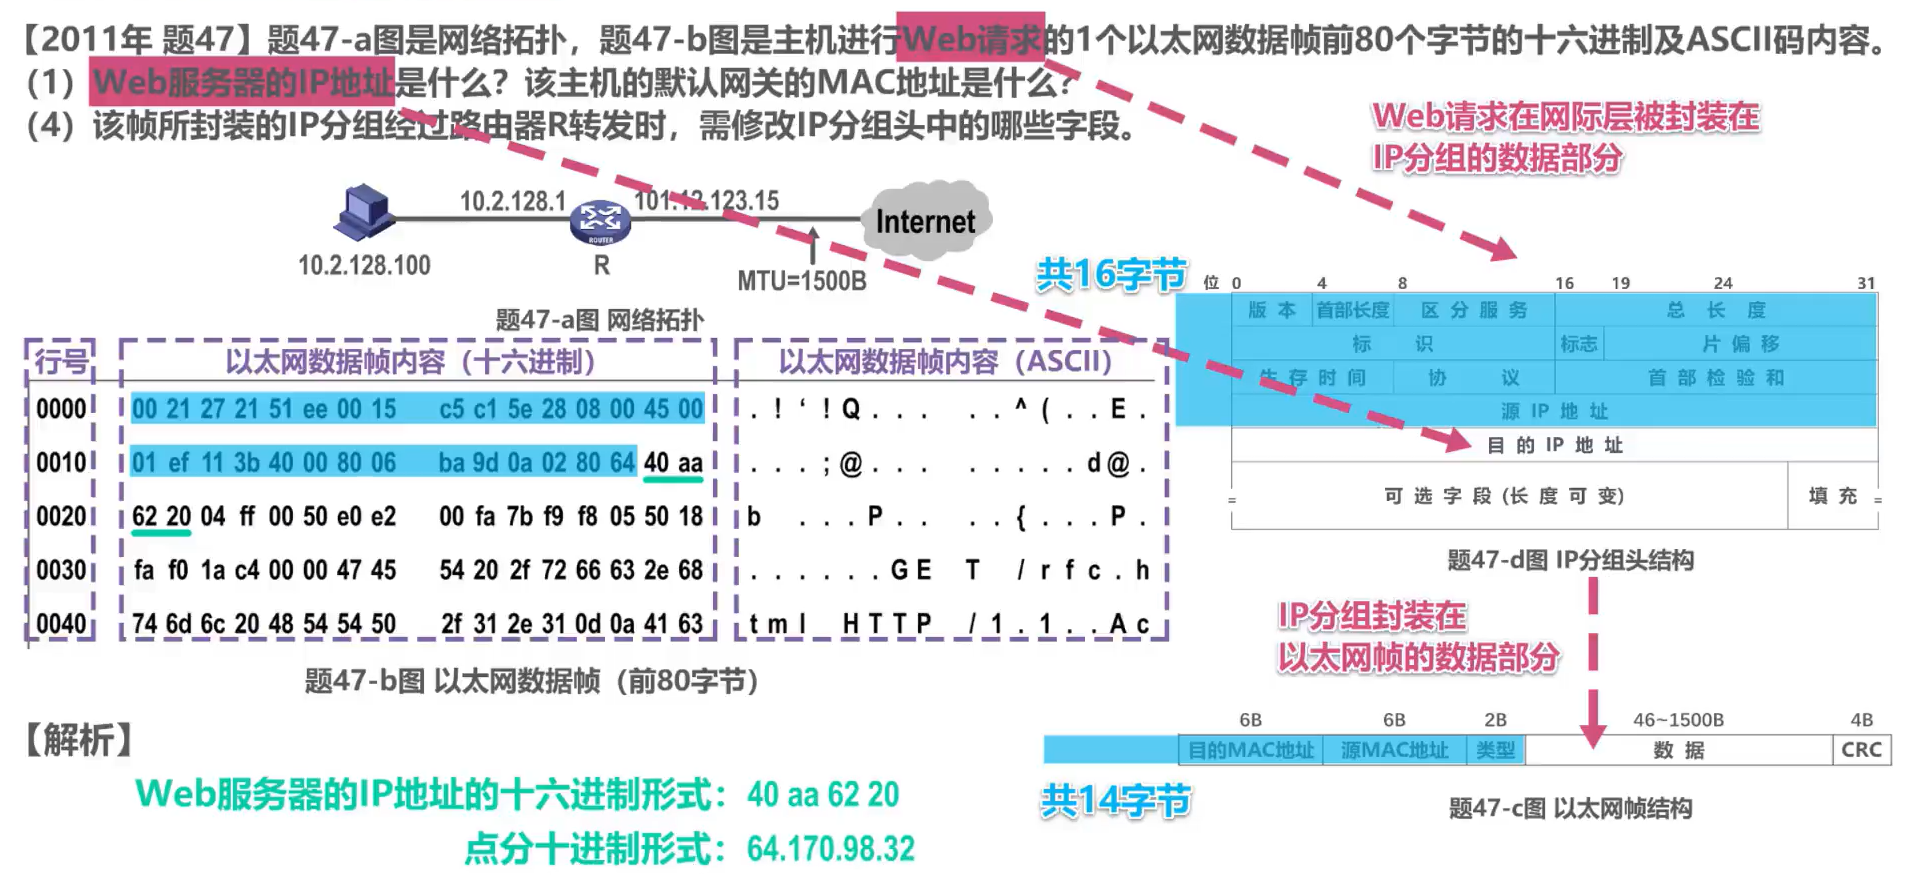 【2011年 题47】题47-a图是网络拓扑，题47-b图是主机进行Web请求的1个以太网数据帧前80个字节的十六进制及ASCII码内容。
（1）Web服务器的IP地址是什么？该主机的默认网关的MAC地址是什么？
（4）该帧所封装的IP分组经过路由器R转发时，需修改IP分组头中的哪些字段。
Web请求在网际层被封装在
IP分组的数据部分
10.2.128.1
101.12.123.15
Internet
ROUTER
10.2.128.100
R
MTU=1500B
题47-a图 网络拓扑
共16字节
位 0 4 8 16 19 24 31
版本 首部长度 区分服务 总长度
标识 标志 片偏移
生存时间 协议 首部检验和
源IP地址
目的IP地址
可选字段(长度可变) 填充
题47-d图 IP分组头结构
行号 以太网数据帧内容（十六进制） 以太网数据帧内容（ASCII）
0000 00 21 27 21 51 ee 00 15 c5 c1 5e 28 08 00 45 00 . ! ‘ ! Q . . . . . ^ ( . . E .
0010 01 ef 11 3b 40 00 80 06 ba 9d 0a 02 80 64 40 aa . . . ; @ . . . . . . . . d @ .
0020 62 20 04 ff 00 50 e0 e2 00 fa 7b f9 f8 05 50 18 b . . . P . . . . { . . . P .
0030 fa f0 1a c4 00 00 47 45 54 20 2f 72 66 63 2e 68 . . . . . . G E T / r f c . h
0040 74 6d 6c 20 48 54 54 50 2f 31 2e 31 0d 0a 41 63 t m l H T T P / 1 . 1 . . A c
题47-b图 以太网数据帧（前80字节）
IP分组封装在
以太网帧的数据部分
6B 6B 2B 46~1500B 4B
目的MAC地址 源MAC地址 类型 数据 CRC
共14字节
题47-c图 以太网帧结构
【解析】
Web服务器的IP地址的十六进制形式：40 aa 62 20
点分十进制形式：64.170.98.32